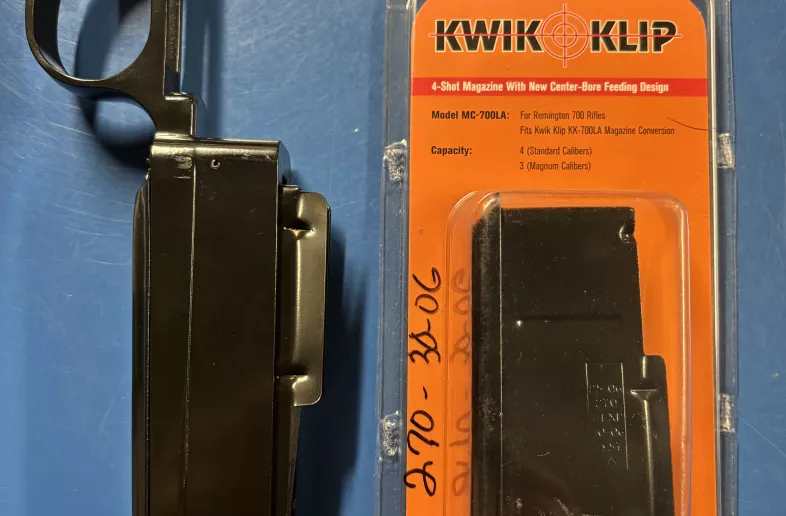 KWIK KLIP
4-Shot Magazine With New Center-Bore Feeding Design
Model MC-700LA: For Remington 700 Rifles
Fits Kwik Klip KK-700LA Magazine Conversion
Capacity: 4 (Standard Calibers)
3 (Magnum Calibers)
270 - 30-06